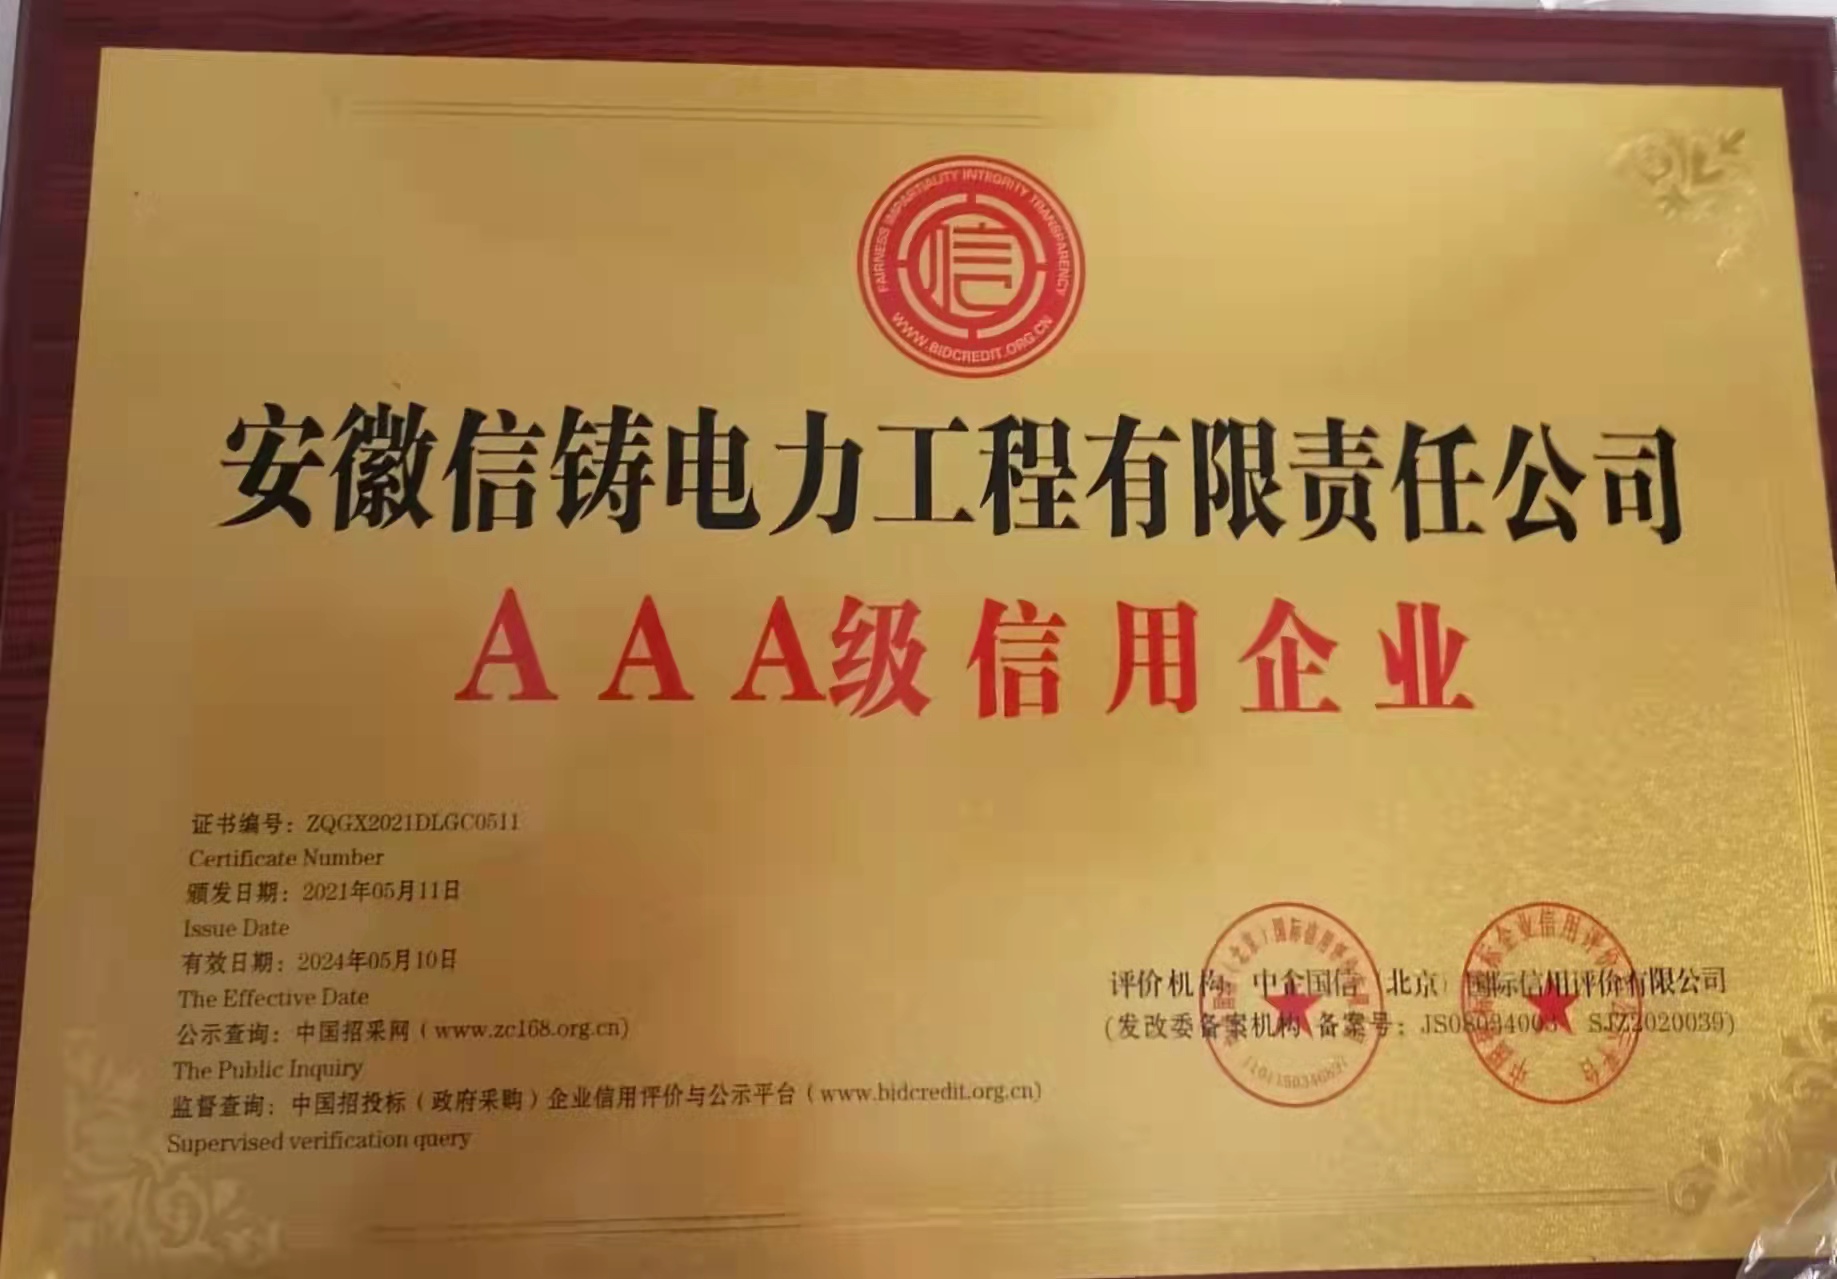 FAIRNESS IMPARTIALITY INTEGRITY TRANSPARENCY
信
WWW.BIDCREDIT.ORG.CN
安徽信铸电力工程有限责任公司
AAA级信用企业
证书编号：ZQGX2021DLGC0511
Certificate Number
颁发日期：2021年05月11日
Issue Date
有效日期：2024年05月10日
The Effective Date
公示查询：中国招采网（www.zc168.org.cn）
The Public Inquiry
监督查询：中国招投标（政府采购）企业信用评价与公示平台（www.bidcredit.org.cn）
Supervised verification query
评价机构：中企国信（北京）国际信用评价有限公司
(发改委备案机构 备案号：JS0809400 SJZ2020039)